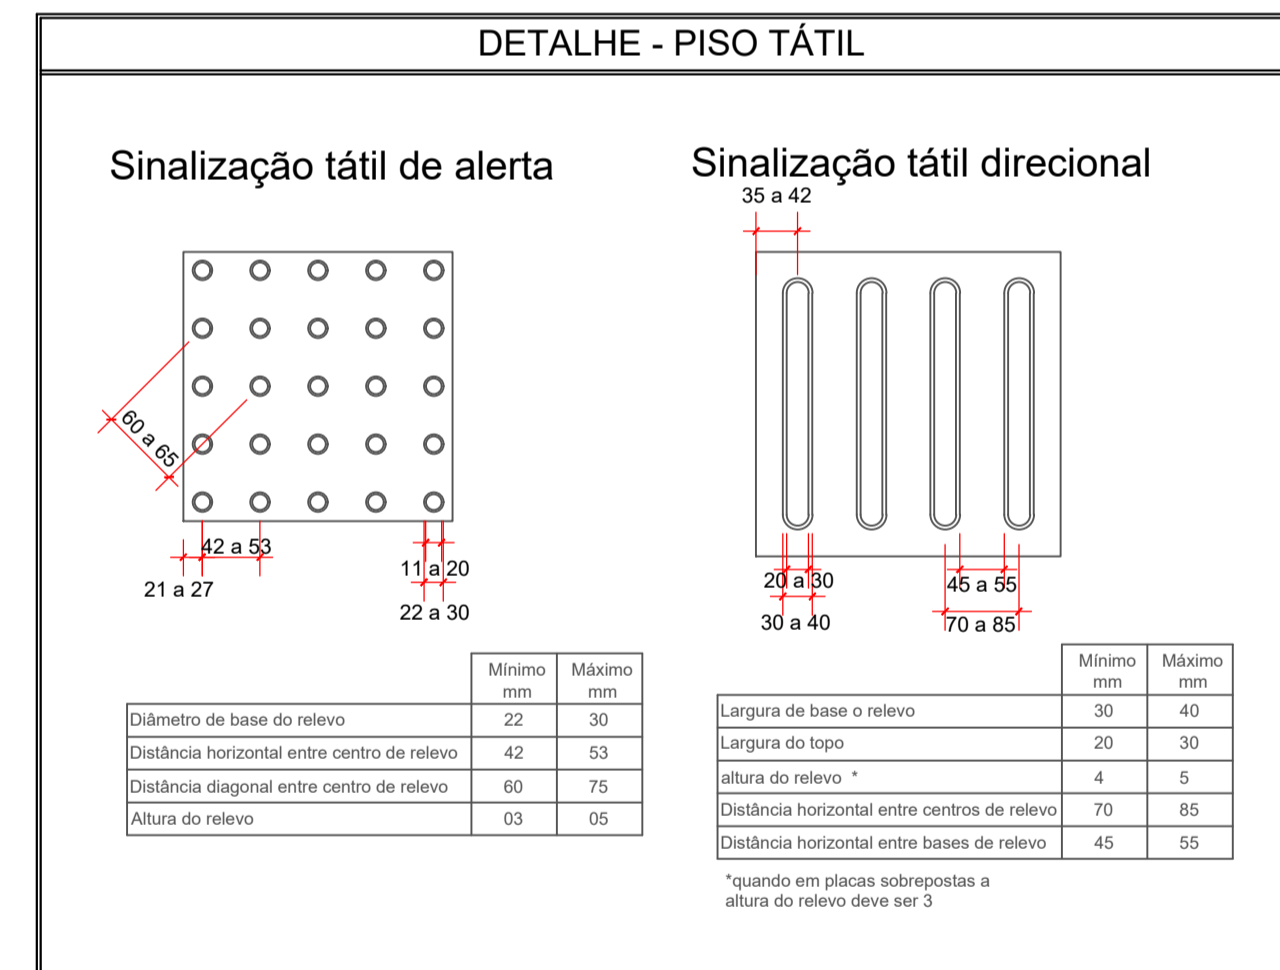 DETALHE - PISO TÁTIL
Sinalização tátil de alerta
60 a 65
42 a 53
21 a 27
11 a 20
22 a 30
Mínimo mm Máximo mm
Diâmetro de base do relevo 22 30
Distância horizontal entre centro de relevo 42 53
Distância diagonal entre centro de relevo 60 75
Altura do relevo 03 05
Sinalização tátil direcional
35 a 42
20 a 30
30 a 40
45 a 55
70 a 85
Mínimo mm Máximo mm
Largura de base o relevo 30 40
Largura do topo 20 30
altura do relevo * 4 5
Distância horizontal entre centros de relevo 70 85
Distância horizontal entre bases de relevo 45 55
*quando em placas sobrepostas a
altura do relevo deve ser 3